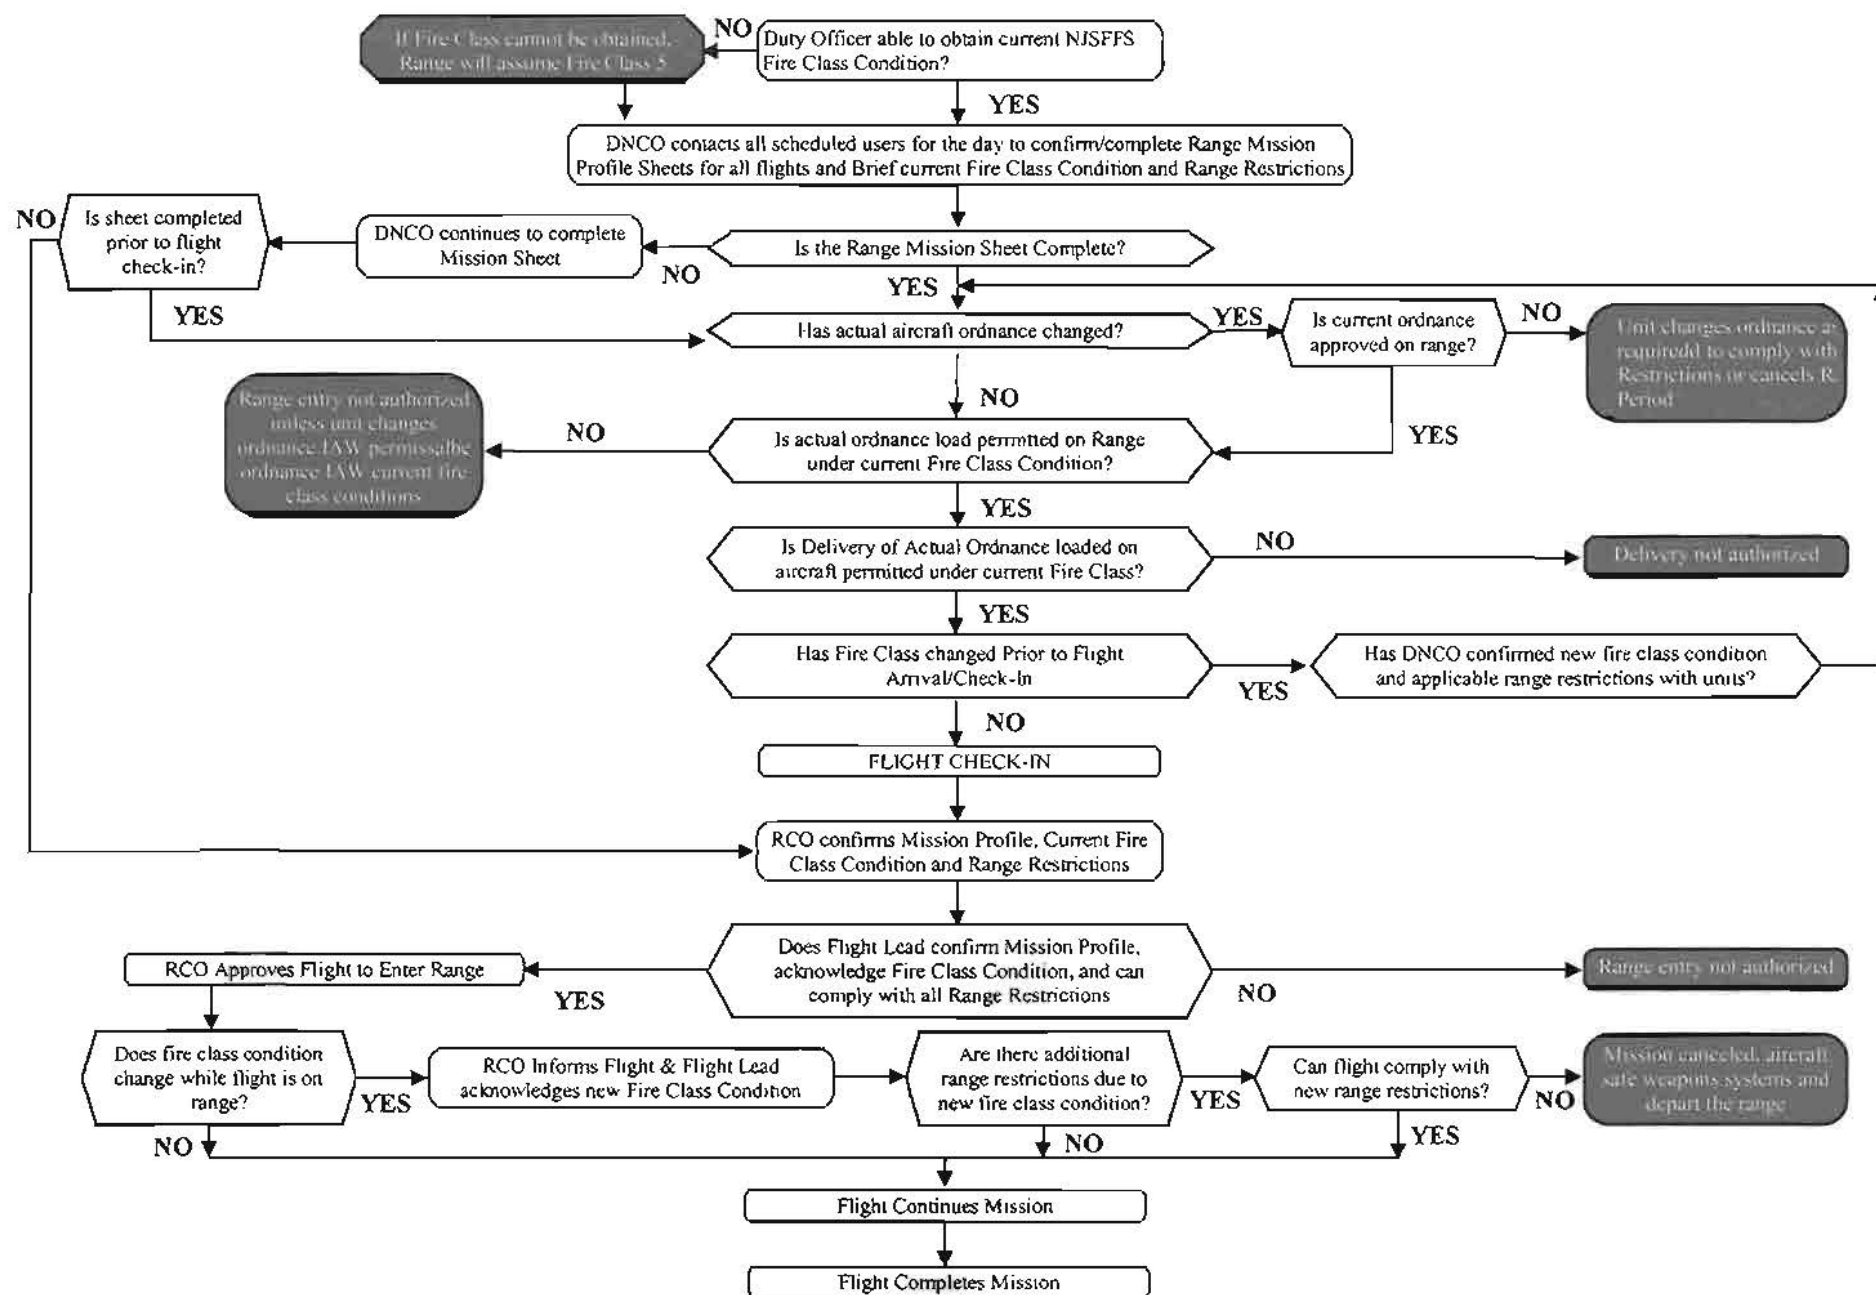 If Fire Class cannot be obtained,
Range will assume Fire Class 5
NO
Duty Officer able to obtain current NJSFFS
Fire Class Condition?
YES
DNCO contacts all scheduled users for the day to confirm/complete Range Mission
Profile Sheets for all flights and Brief current Fire Class Condition and Range Restrictions
NO
Is sheet completed
prior to flight
check-in?
DNCO continues to complete
Mission Sheet
NO
Is the Range Mission Sheet Complete?
YES
YES
Has actual aircraft ordnance changed?
YES
Is current ordnance
approved on range?
NO
Unit changes ordnance as
requiredd to comply with
Restrictions or cancels R
Period
Range entry not authorized
unless unit changes
ordnance IAW permissalbe
ordnance IAW current fire
class conditions
NO
NO
Is actual ordnance load permitted on Range
under current Fire Class Condition?
YES
YES
Is Delivery of Actual Ordnance loaded on
aircraft permitted under current Fire Class?
NO
Delivery not authorized
YES
Has Fire Class changed Prior to Flight
Arrival/Check-In
YES
Has DNCO confirmed new fire class condition
and applicable range restrictions with units?
NO
FLIGHT CHECK-IN
RCO confirms Mission Profile, Current Fire
Class Condition and Range Restrictions
RCO Approves Flight to Enter Range
YES
Does Flight Lead confirm Mission Profile,
acknowledge Fire Class Condition, and can
comply with all Range Restrictions
NO
Range entry not authorized
Does fire class condition
change while flight is on
range?
YES
RCO Informs Flight & Flight Lead
acknowledges new Fire Class Condition
Are there additional
range restrictions due to
new fire class condition?
YES
Can flight comply with
new range restrictions?
NO
Mission canceled, aircraft
safe weapons systems and
depart the range
NO
NO
YES
Flight Continues Mission
Flight Completes Mission